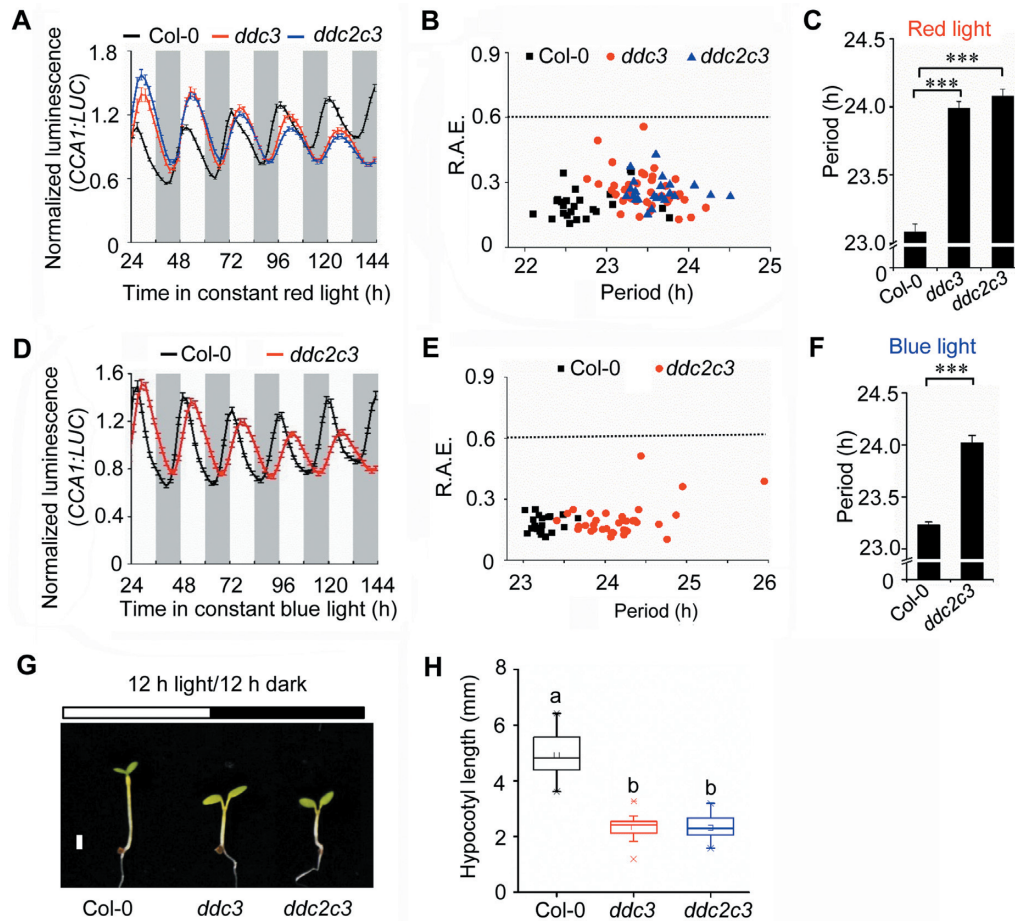 A
Col-0 ddc3 ddc2c3
Normalized luminescence
(CCA1:LUC)
1.8
1.2
0.6
0
24 48 72 96 120 144
Time in constant red light (h)
B
Col-0 ddc3 ddc2c3
R.A.E.
0.9
0.6
0.3
0
22 23 24 25
Period (h)
C
Red light
Period (h)
24.5
24.0
23.5
23.0
0
***
***
Col-0 ddc3 ddc2c3
D
Col-0 ddc2c3
Normalized luminescence
(CCA1:LUC)
1.6
1.2
0.8
0.4
0
24 48 72 96 120 144
Time in constant blue light (h)
E
Col-0 ddc2c3
R.A.E.
0.9
0.6
0.3
0
23 24 25 26
Period (h)
F
Blue light
Period (h)
24.5
24.0
23.5
23.0
0
***
Col-0 ddc2c3
G
12 h light/12 h dark
Col-0 ddc3 ddc2c3
H
Hypocotyl length (mm)
8
6
4
2
0
a
b
b
Col-0 ddc3 ddc2c3